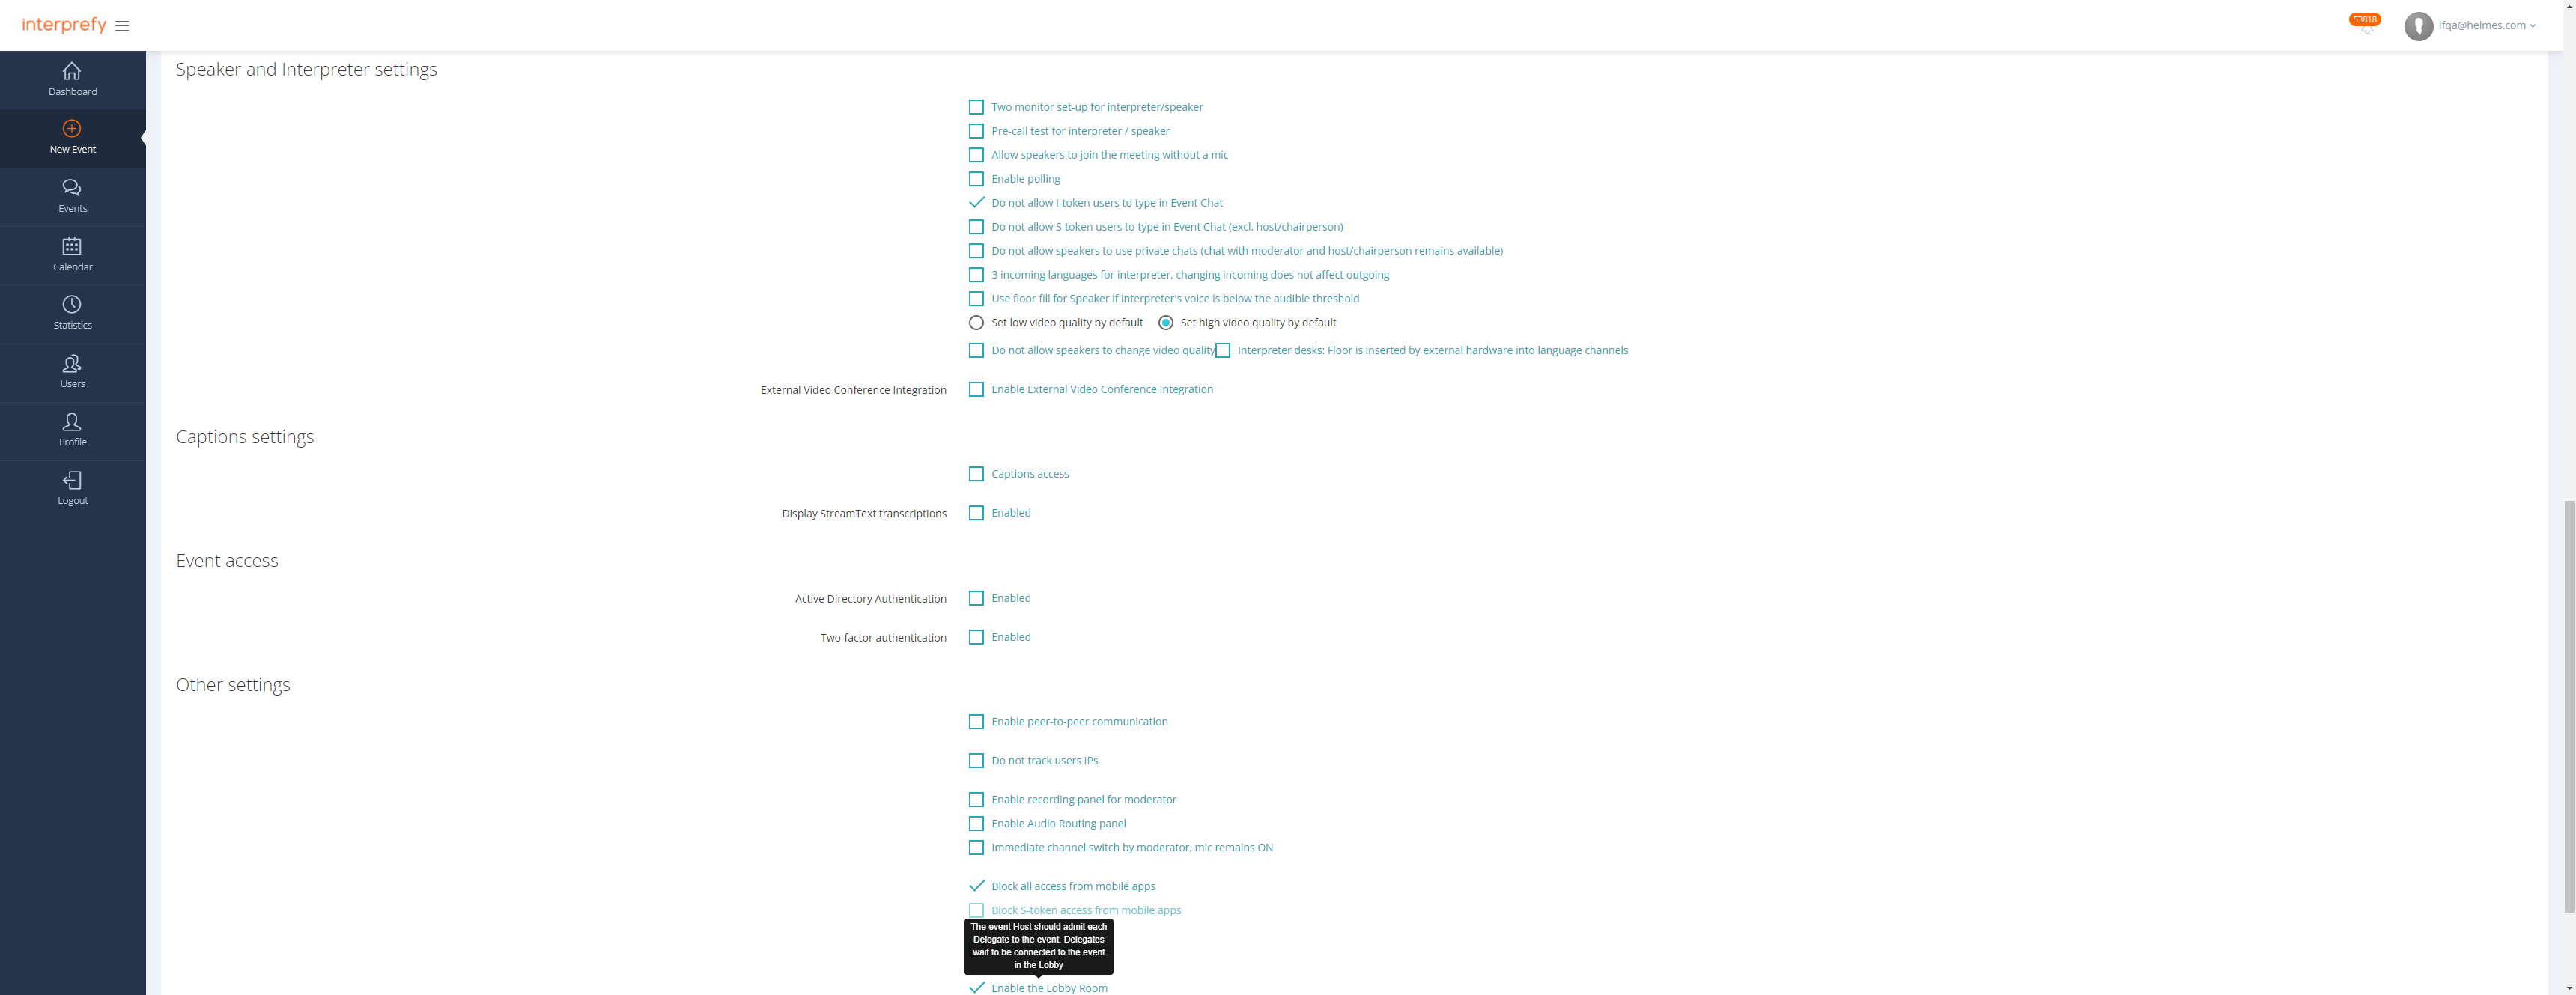 interprefy
53818
ifqa@helmes.com
Dashboard
New Event
Events
Calendar
Statistics
Users
Profile
Logout
Speaker and Interpreter settings
Two monitor set-up for interpreter/speaker
Pre-call test for interpreter / speaker
Allow speakers to join the meeting without a mic
Enable polling
Do not allow I-token users to type in Event Chat
Do not allow S-token users to type in Event Chat (excl. host/chairperson)
Do not allow speakers to use private chats (chat with moderator and host/chairperson remains available)
3 incoming languages for interpreter, changing incoming does not affect outgoing
Use floor fill for Speaker if interpreter's voice is below the audible threshold
Set low video quality by default Set high video quality by default
Do not allow speakers to change video quality Interpreter desks: Floor is inserted by external hardware into language channels
External Video Conference Integration Enable External Video Conference Integration
Captions settings
Captions access
Display StreamText transcriptions Enabled
Event access
Active Directory Authentication Enabled
Two-factor authentication Enabled
Other settings
Enable peer-to-peer communication
Do not track users IPs
Enable recording panel for moderator
Enable Audio Routing panel
Immediate channel switch by moderator, mic remains ON
Block all access from mobile apps
Block S-token access from mobile apps
The event Host should admit each
Delegate to the event. Delegates
wait to be connected to the event
in the Lobby
Enable the Lobby Room